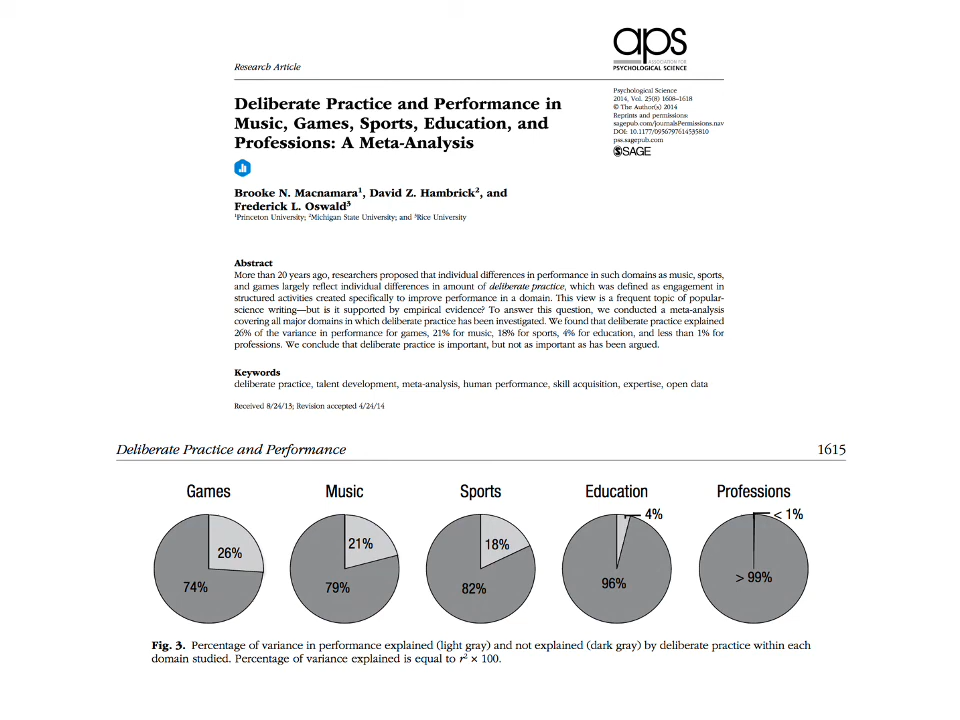 aps
ASSOCIATION FOR
PSYCHOLOGICAL SCIENCE
Research Article
Psychological Science
2014, Vol. 25(8) 1608–1618
© The Author(s) 2014
Reprints and permissions:
sagepub.com/journalsPermissions.nav
DOI: 10.1177/0956797614535810
pss.sagepub.com
SAGE
Deliberate Practice and Performance in
Music, Games, Sports, Education, and
Professions: A Meta-Analysis
Brooke N. Macnamara¹, David Z. Hambrick², and
Frederick L. Oswald³
¹Princeton University; ²Michigan State University; and ³Rice University
Abstract
More than 20 years ago, researchers proposed that individual differences in performance in such domains as music, sports,
and games largely reflect individual differences in amount of deliberate practice, which was defined as engagement in
structured activities created specifically to improve performance in a domain. This view is a frequent topic of popular-
science writing—but is it supported by empirical evidence? To answer this question, we conducted a meta-analysis
covering all major domains in which deliberate practice has been investigated. We found that deliberate practice explained
26% of the variance in performance for games, 21% for music, 18% for sports, 4% for education, and less than 1% for
professions. We conclude that deliberate practice is important, but not as important as has been argued.
Keywords
deliberate practice, talent development, meta-analysis, human performance, skill acquisition, expertise, open data
Received 8/24/13; Revision accepted 4/24/14
Deliberate Practice and Performance 1615
Games Music Sports Education Professions
4% < 1%
26% 21% 18%
74% 79% 82% 96% > 99%
Fig. 3. Percentage of variance in performance explained (light gray) and not explained (dark gray) by deliberate practice within each
domain studied. Percentage of variance explained is equal to r² × 100.